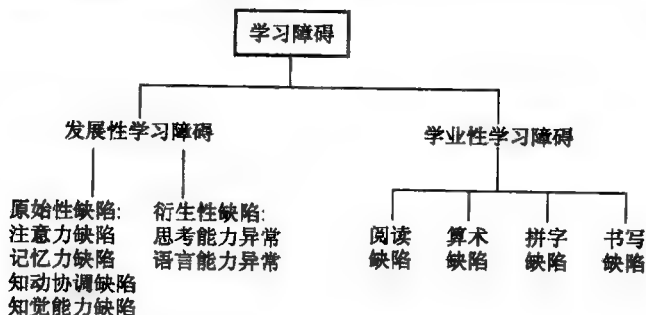 学习障碍
发展性学习障碍
学业性学习障碍
原始性缺陷:
注意力缺陷
记忆力缺陷
知动协调缺陷
知觉能力缺陷
衍生性缺陷:
思考能力异常
语言能力异常
阅读
缺陷
算术
缺陷
拼字
缺陷
书写
缺陷